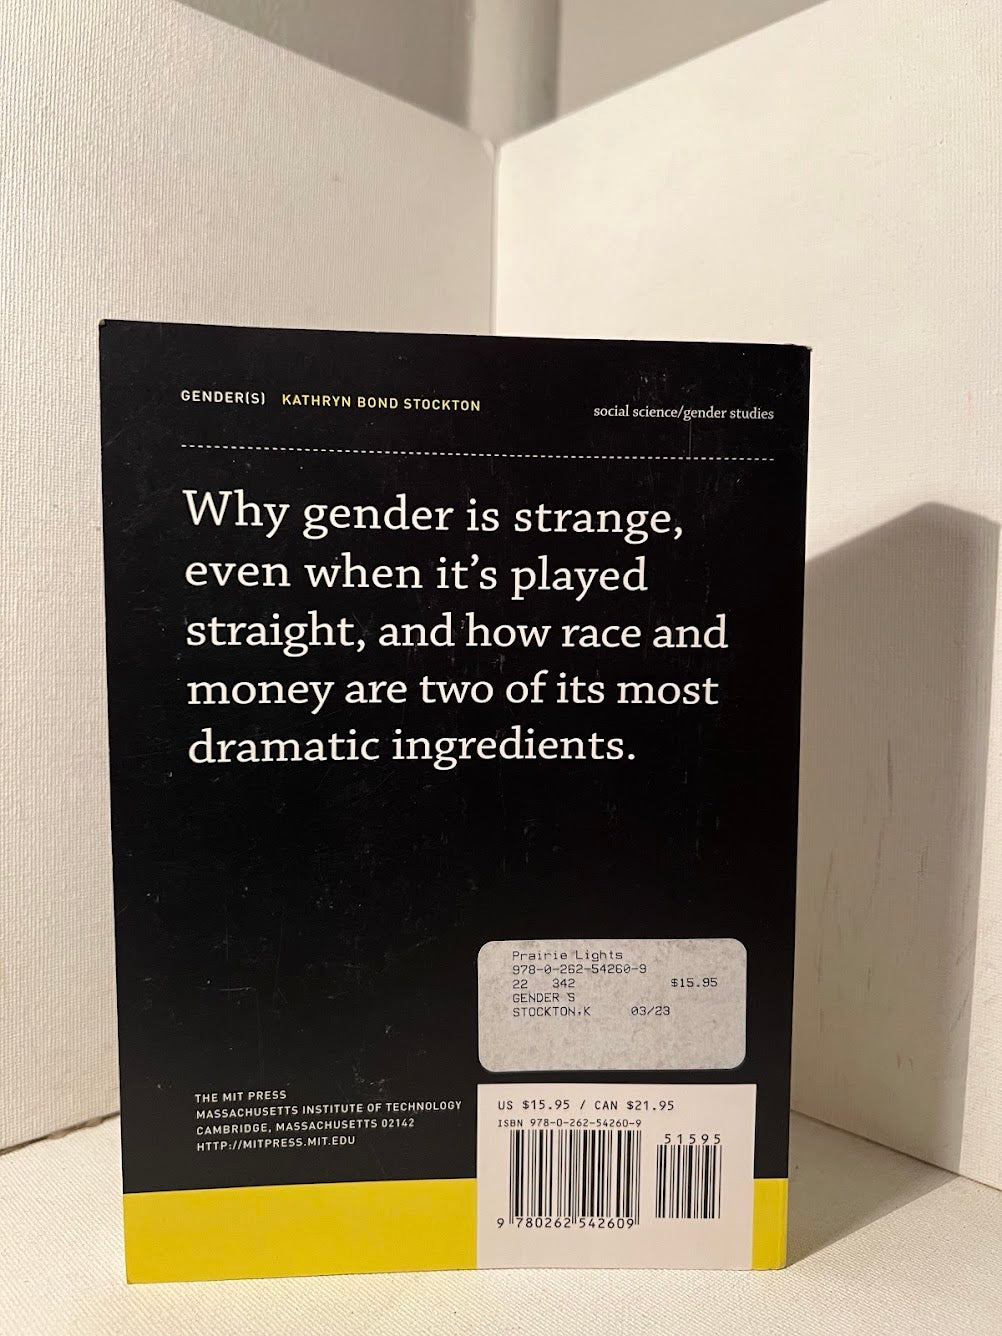 GENDER(S) KATHRYN BOND STOCKTON
social science/gender studies
Why gender is strange,
even when it's played
straight, and how race and
money are two of its most
dramatic ingredients.
Prairie Lights
978-0-262-54260-9
22 342 $15.95
GENDER S
STOCKTON,K 03/23
THE MIT PRESS
MASSACHUSETTS INSTITUTE OF TECHNOLOGY
CAMBRIDGE, MASSACHUSETTS 02142
HTTP://MITPRESS.MIT.EDU
US $15.95 / CAN $21.95
ISBN 978-0-262-54260-9
51595
9 780262 542609